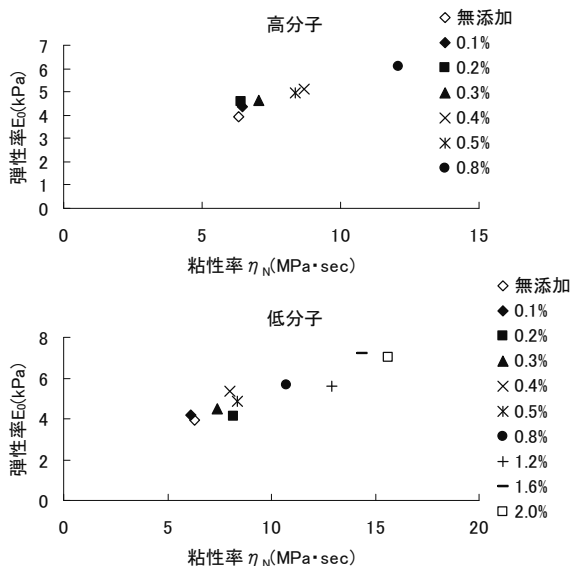 高分子
7
6
5
4
3
2
1
0
弾性率E₀(kPa)
0 5 10 15
粘性率 η N(MPa・sec)
◇ 無添加
◆ 0.1%
■ 0.2%
▲ 0.3%
× 0.4%
✳ 0.5%
● 0.8%
低分子
8
6
4
2
0
弾性率E₀(kPa)
0 5 10 15 20
粘性率 η N(MPa・sec)
◇ 無添加
◆ 0.1%
■ 0.2%
▲ 0.3%
× 0.4%
✳ 0.5%
● 0.8%
+ 1.2%
− 1.6%
□ 2.0%